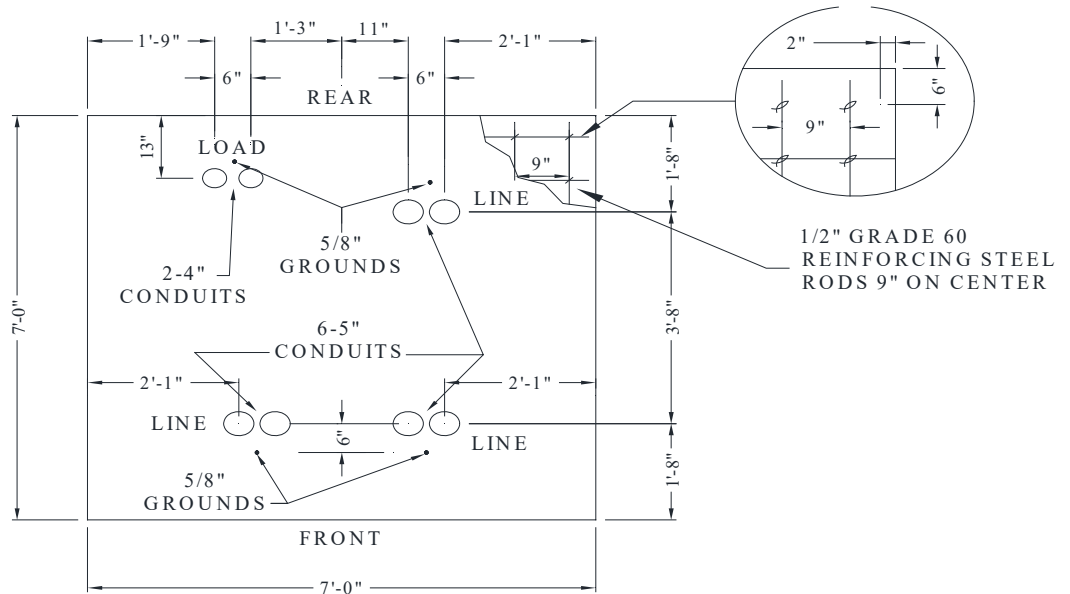 1'-9"
1'-3"
11"
2'-1"
6"
6"
REAR
2"
6"
9"
13"
LOAD
9"
1'-8"
LINE
5/8"
GROUNDS
2-4"
CONDUITS
1/2" GRADE 60
REINFORCING STEEL
RODS 9" ON CENTER
7'-0"
3'-8"
6-5"
CONDUITS
2'-1"
2'-1"
LINE
6"
LINE
1'-8"
5/8"
GROUNDS
FRONT
7'-0"